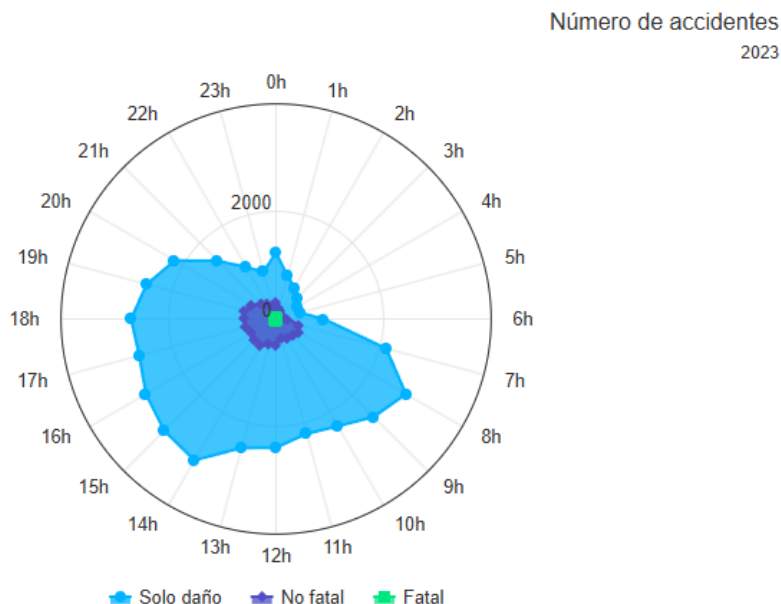 Número de accidentes
2023
0h
1h
2h
3h
4h
5h
6h
7h
8h
9h
10h
11h
12h
13h
14h
15h
16h
17h
18h
19h
20h
21h
22h
23h
2000
0
Solo daño No fatal Fatal